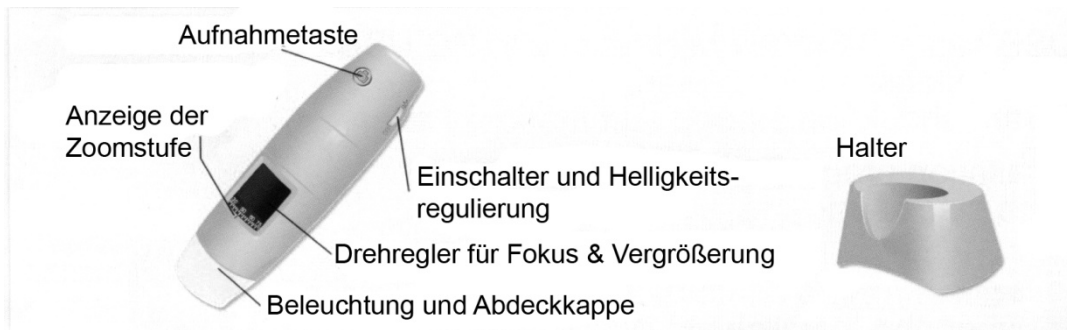 Aufnahmetaste
Anzeige der
Zoomstufe
Halter
Einschalter und Helligkeits-
regulierung
Drehregler für Fokus & Vergrößerung
Beleuchtung und Abdeckkappe